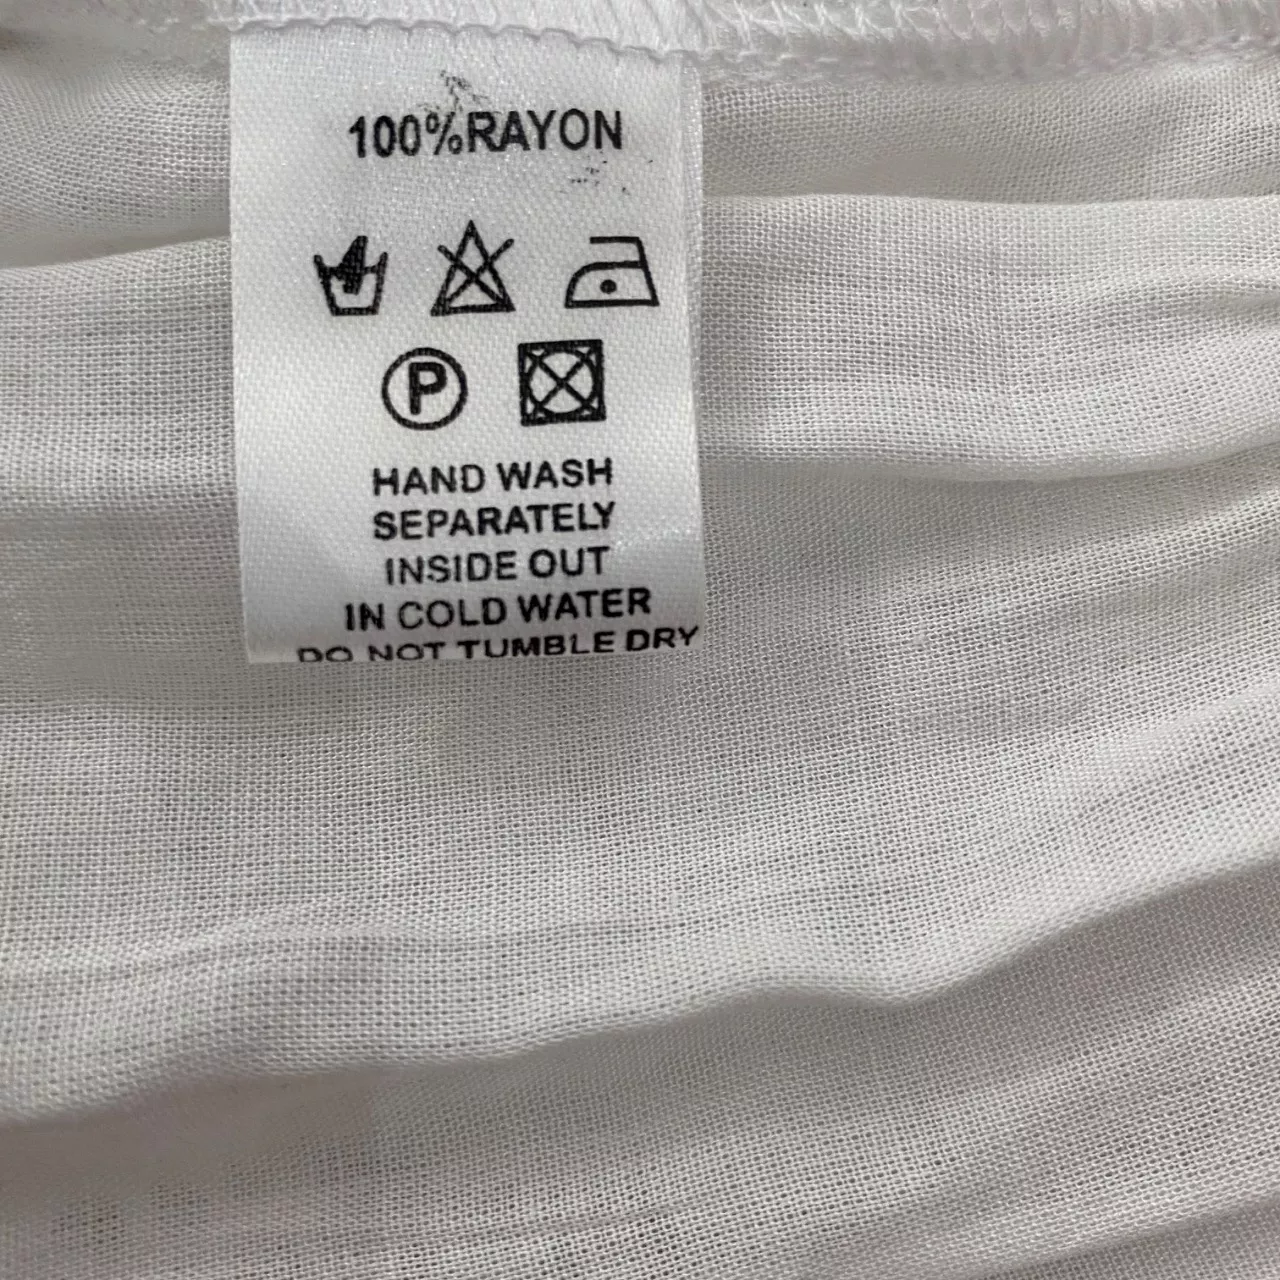 100%RAYON
P
HAND WASH
SEPARATELY
INSIDE OUT
IN COLD WATER
DO NOT TUMBLE DRY